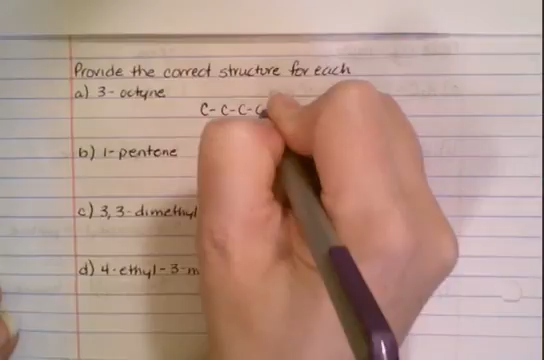 Provide the correct structure for each
a) 3-octyne
C-C-C-C
b) 1-pentene
c) 3,3-dimethyl
d) 4-ethyl-3-m